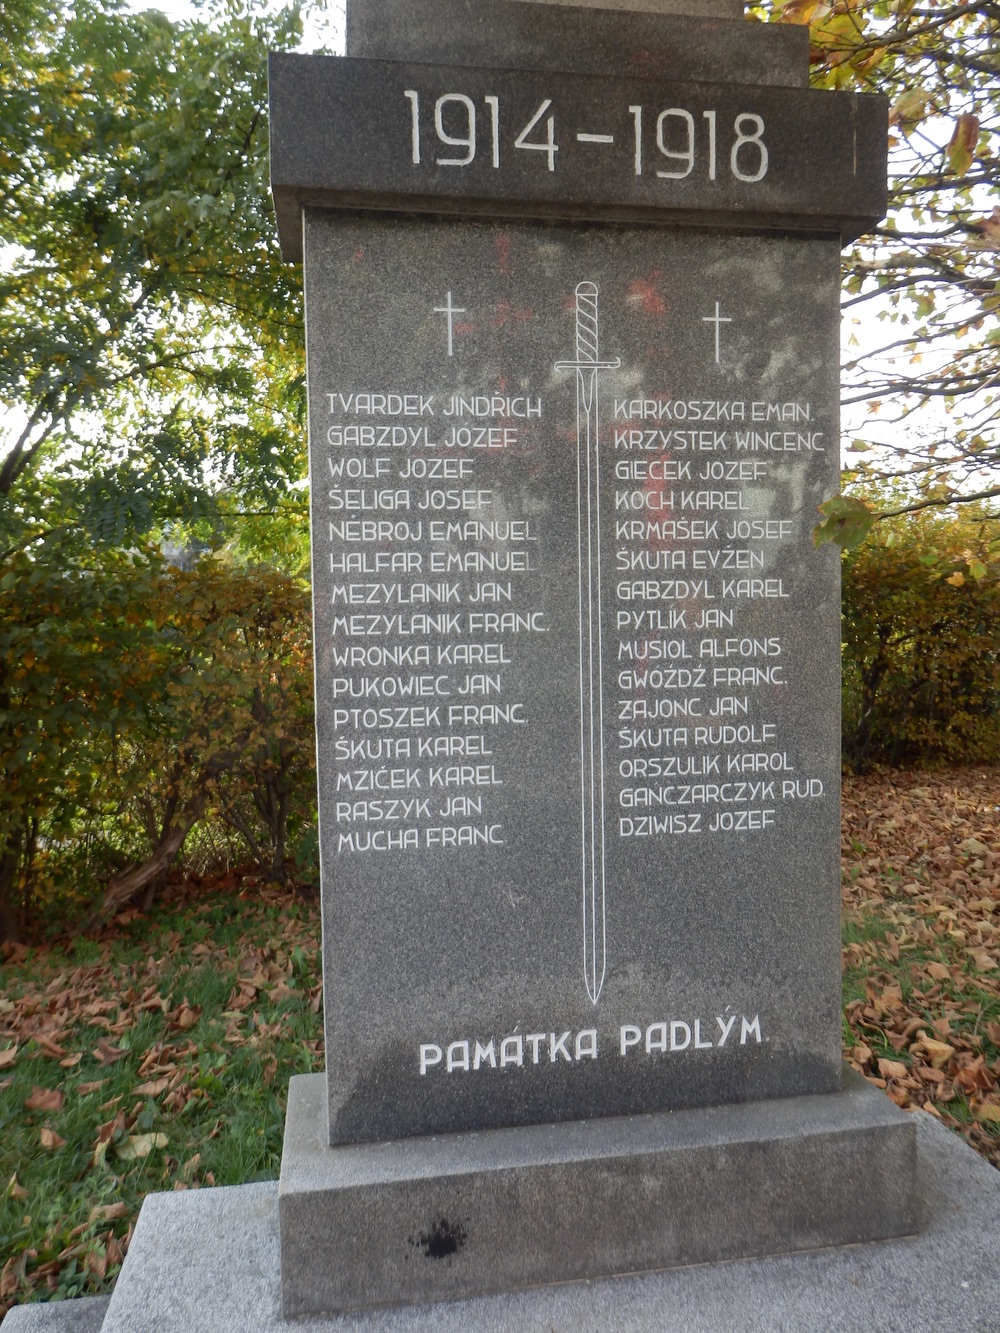 1914-1918
TVARDEK JINDŘICH
GABZDYL JOZEF
WOLF JOZEF
ŠELIGA JOSEF
NÉBROJ EMANUEL
HALFAR EMANUEL
MEZYLANIK JAN
MEZYLANIK FRANC.
WRONKA KAREL
PUKOWIEC JAN
PTOSZEK FRANC.
ŠKUTA KAREL
MZIČEK KAREL
RASZYK JAN
MUCHA FRANC.
KARKOSZKA EMAN.
KRZYSTEK WINCENC
GIECEK JOZEF
KOCH KAREL
KRMAŠEK JOSEF
ŠKUTA EVŽEN
GABZDYL KAREL
PYTLIK JAN
MUSIOL ALFONS
GWÓŹDŹ FRANC.
ZAJONC JAN
ŠKUTA RUDOLF
ORSZULIK KAROL
GANCZARCZYK RUD.
DZIWISZ JOZEF
PAMÁTKA PADLÝM.